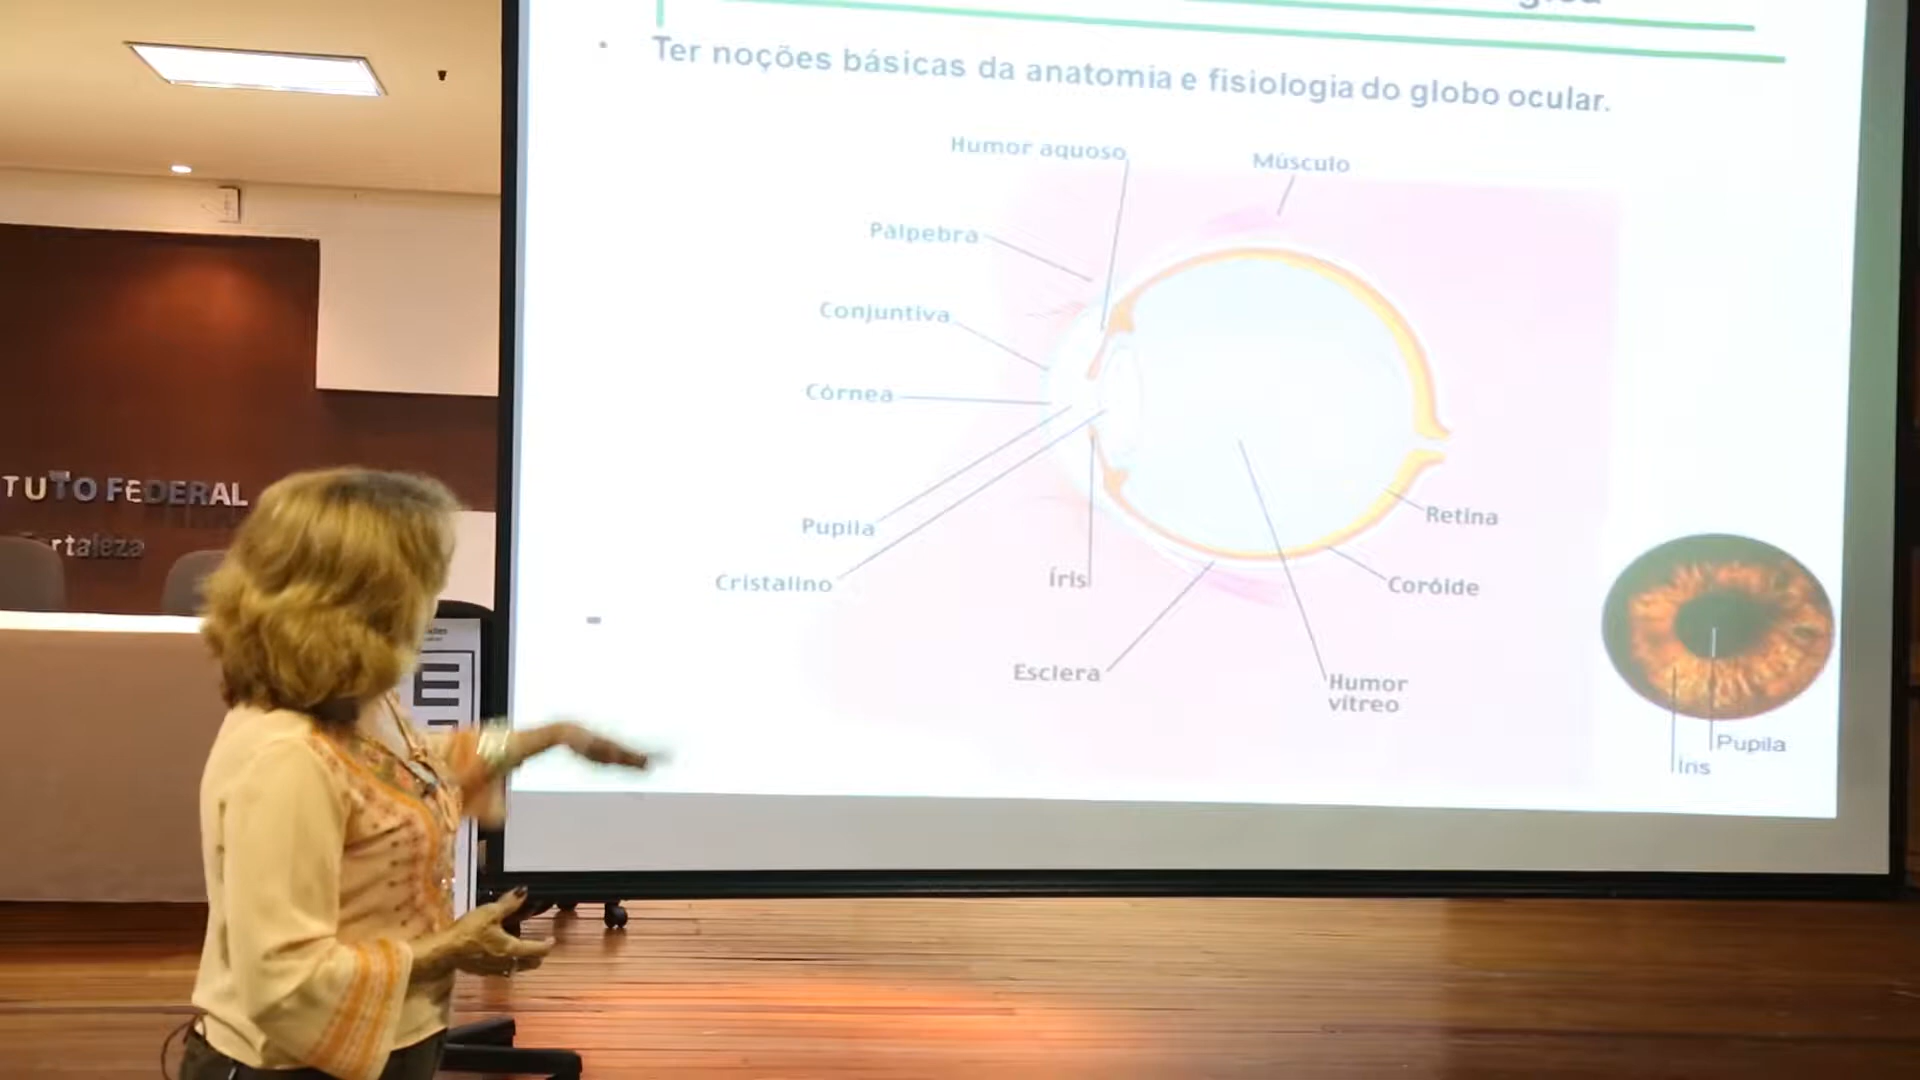 Ter noções básicas da anatomia e fisiologia do globo ocular.
Humor aquoso
Músculo
Pálpebra
Conjuntiva
Córnea
Pupila
Cristalino
Íris
Esclera
Humor
vítreo
Retina
Coróide
Pupila
Íris
TUTO FEDERAL
rtaleza
E